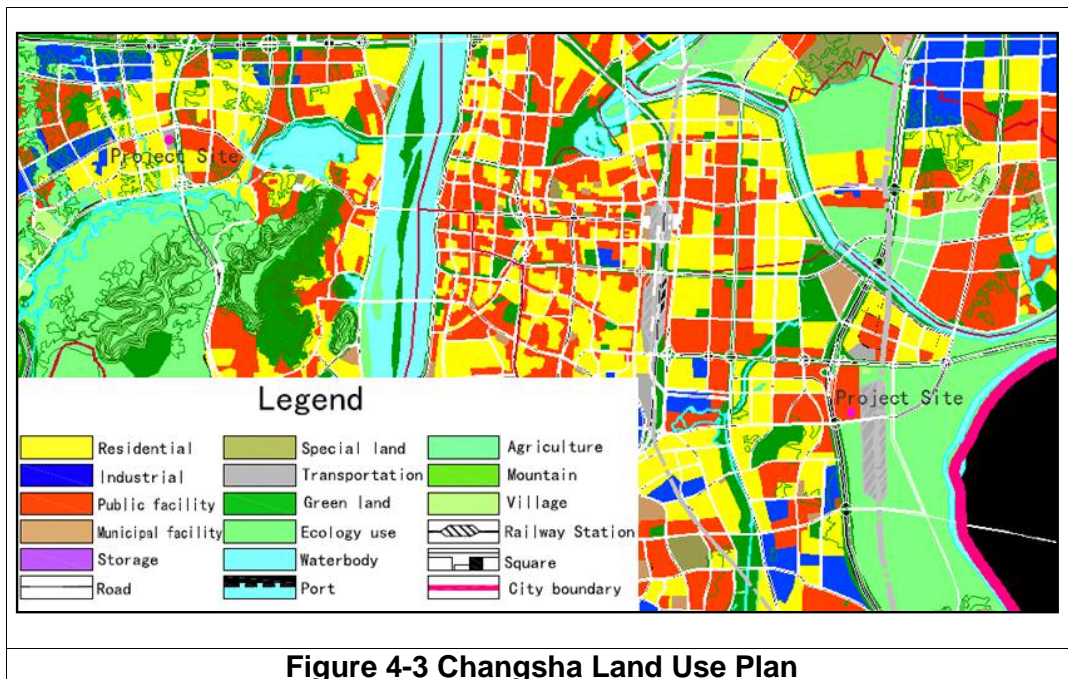 Project Site
Project Site
Legend
Residential
Special land
Agriculture
Industrial
Transportation
Mountain
Public facility
Green land
Village
Municipal facility
Ecology use
Railway Station
Storage
Waterbody
Square
Road
Port
City boundary
Figure 4-3 Changsha Land Use Plan